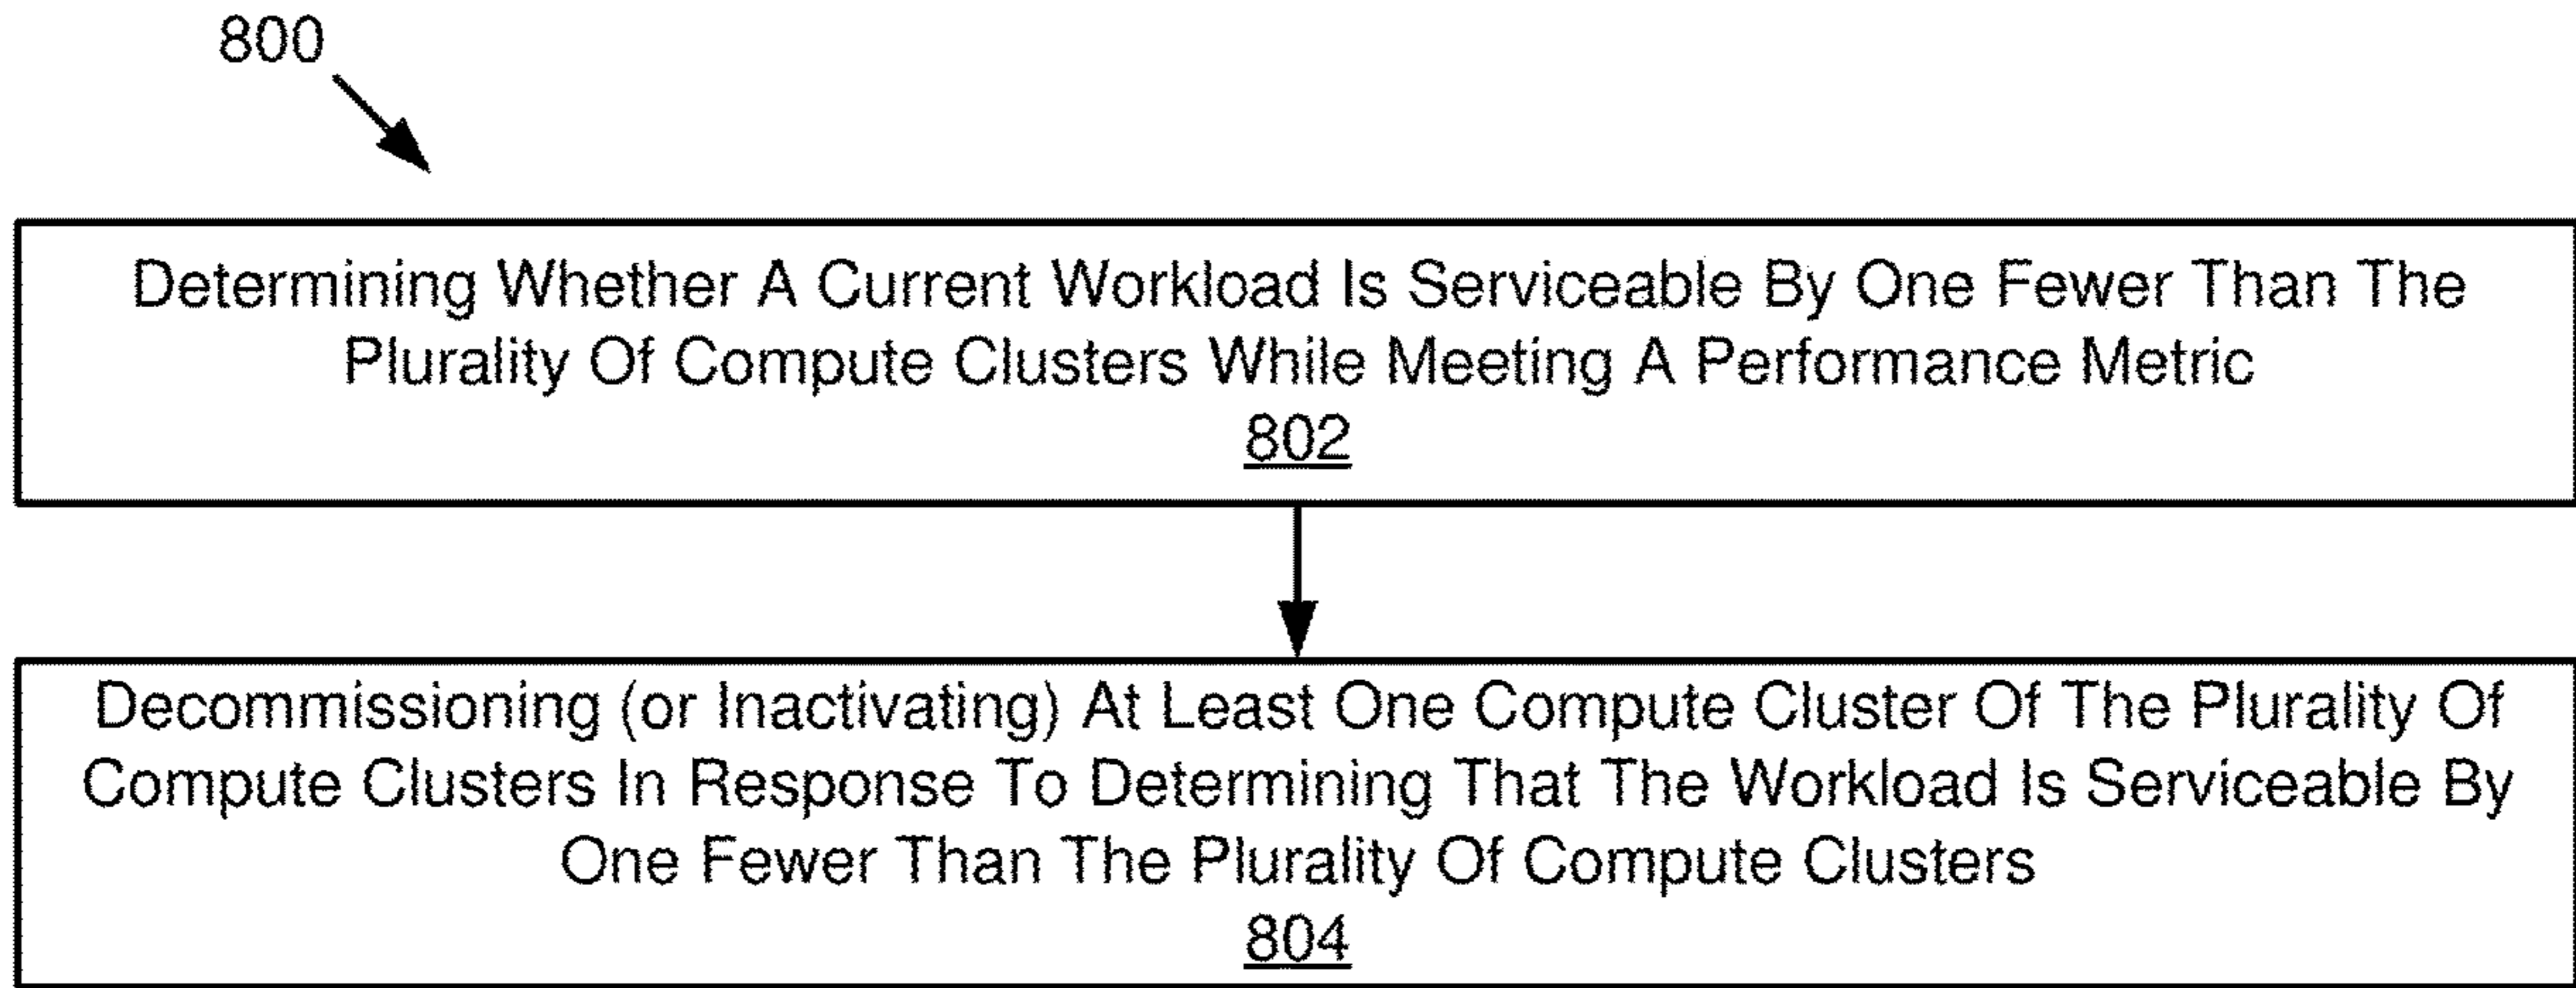 800
Determining Whether A Current Workload Is Serviceable By One Fewer Than The
Plurality Of Compute Clusters While Meeting A Performance Metric
802
Decommissioning (or Inactivating) At Least One Compute Cluster Of The Plurality Of
Compute Clusters In Response To Determining That The Workload Is Serviceable By
One Fewer Than The Plurality Of Compute Clusters
804